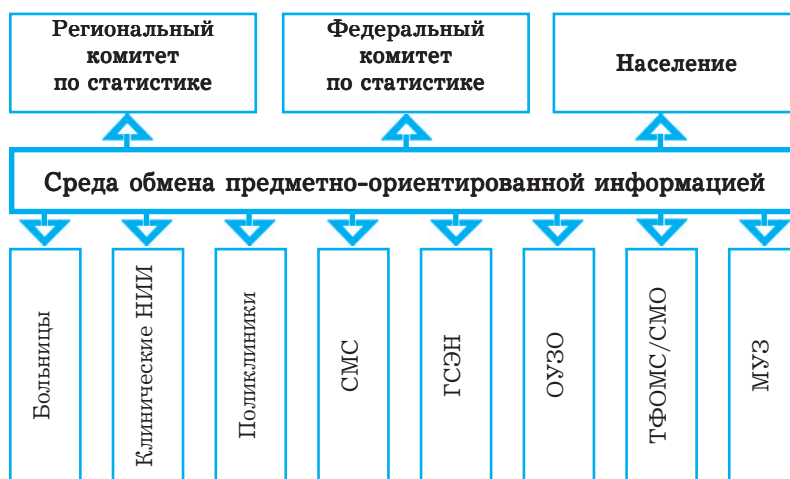 Региональный
комитет
по статистике
Федеральный
комитет
по статистике
Население
Среда обмена предметно-ориентированной информацией
Больницы
Клинические НИИ
Поликлиники
СМС
ГСЭН
ОУЗО
ТФОМС/СМО
МУЗ